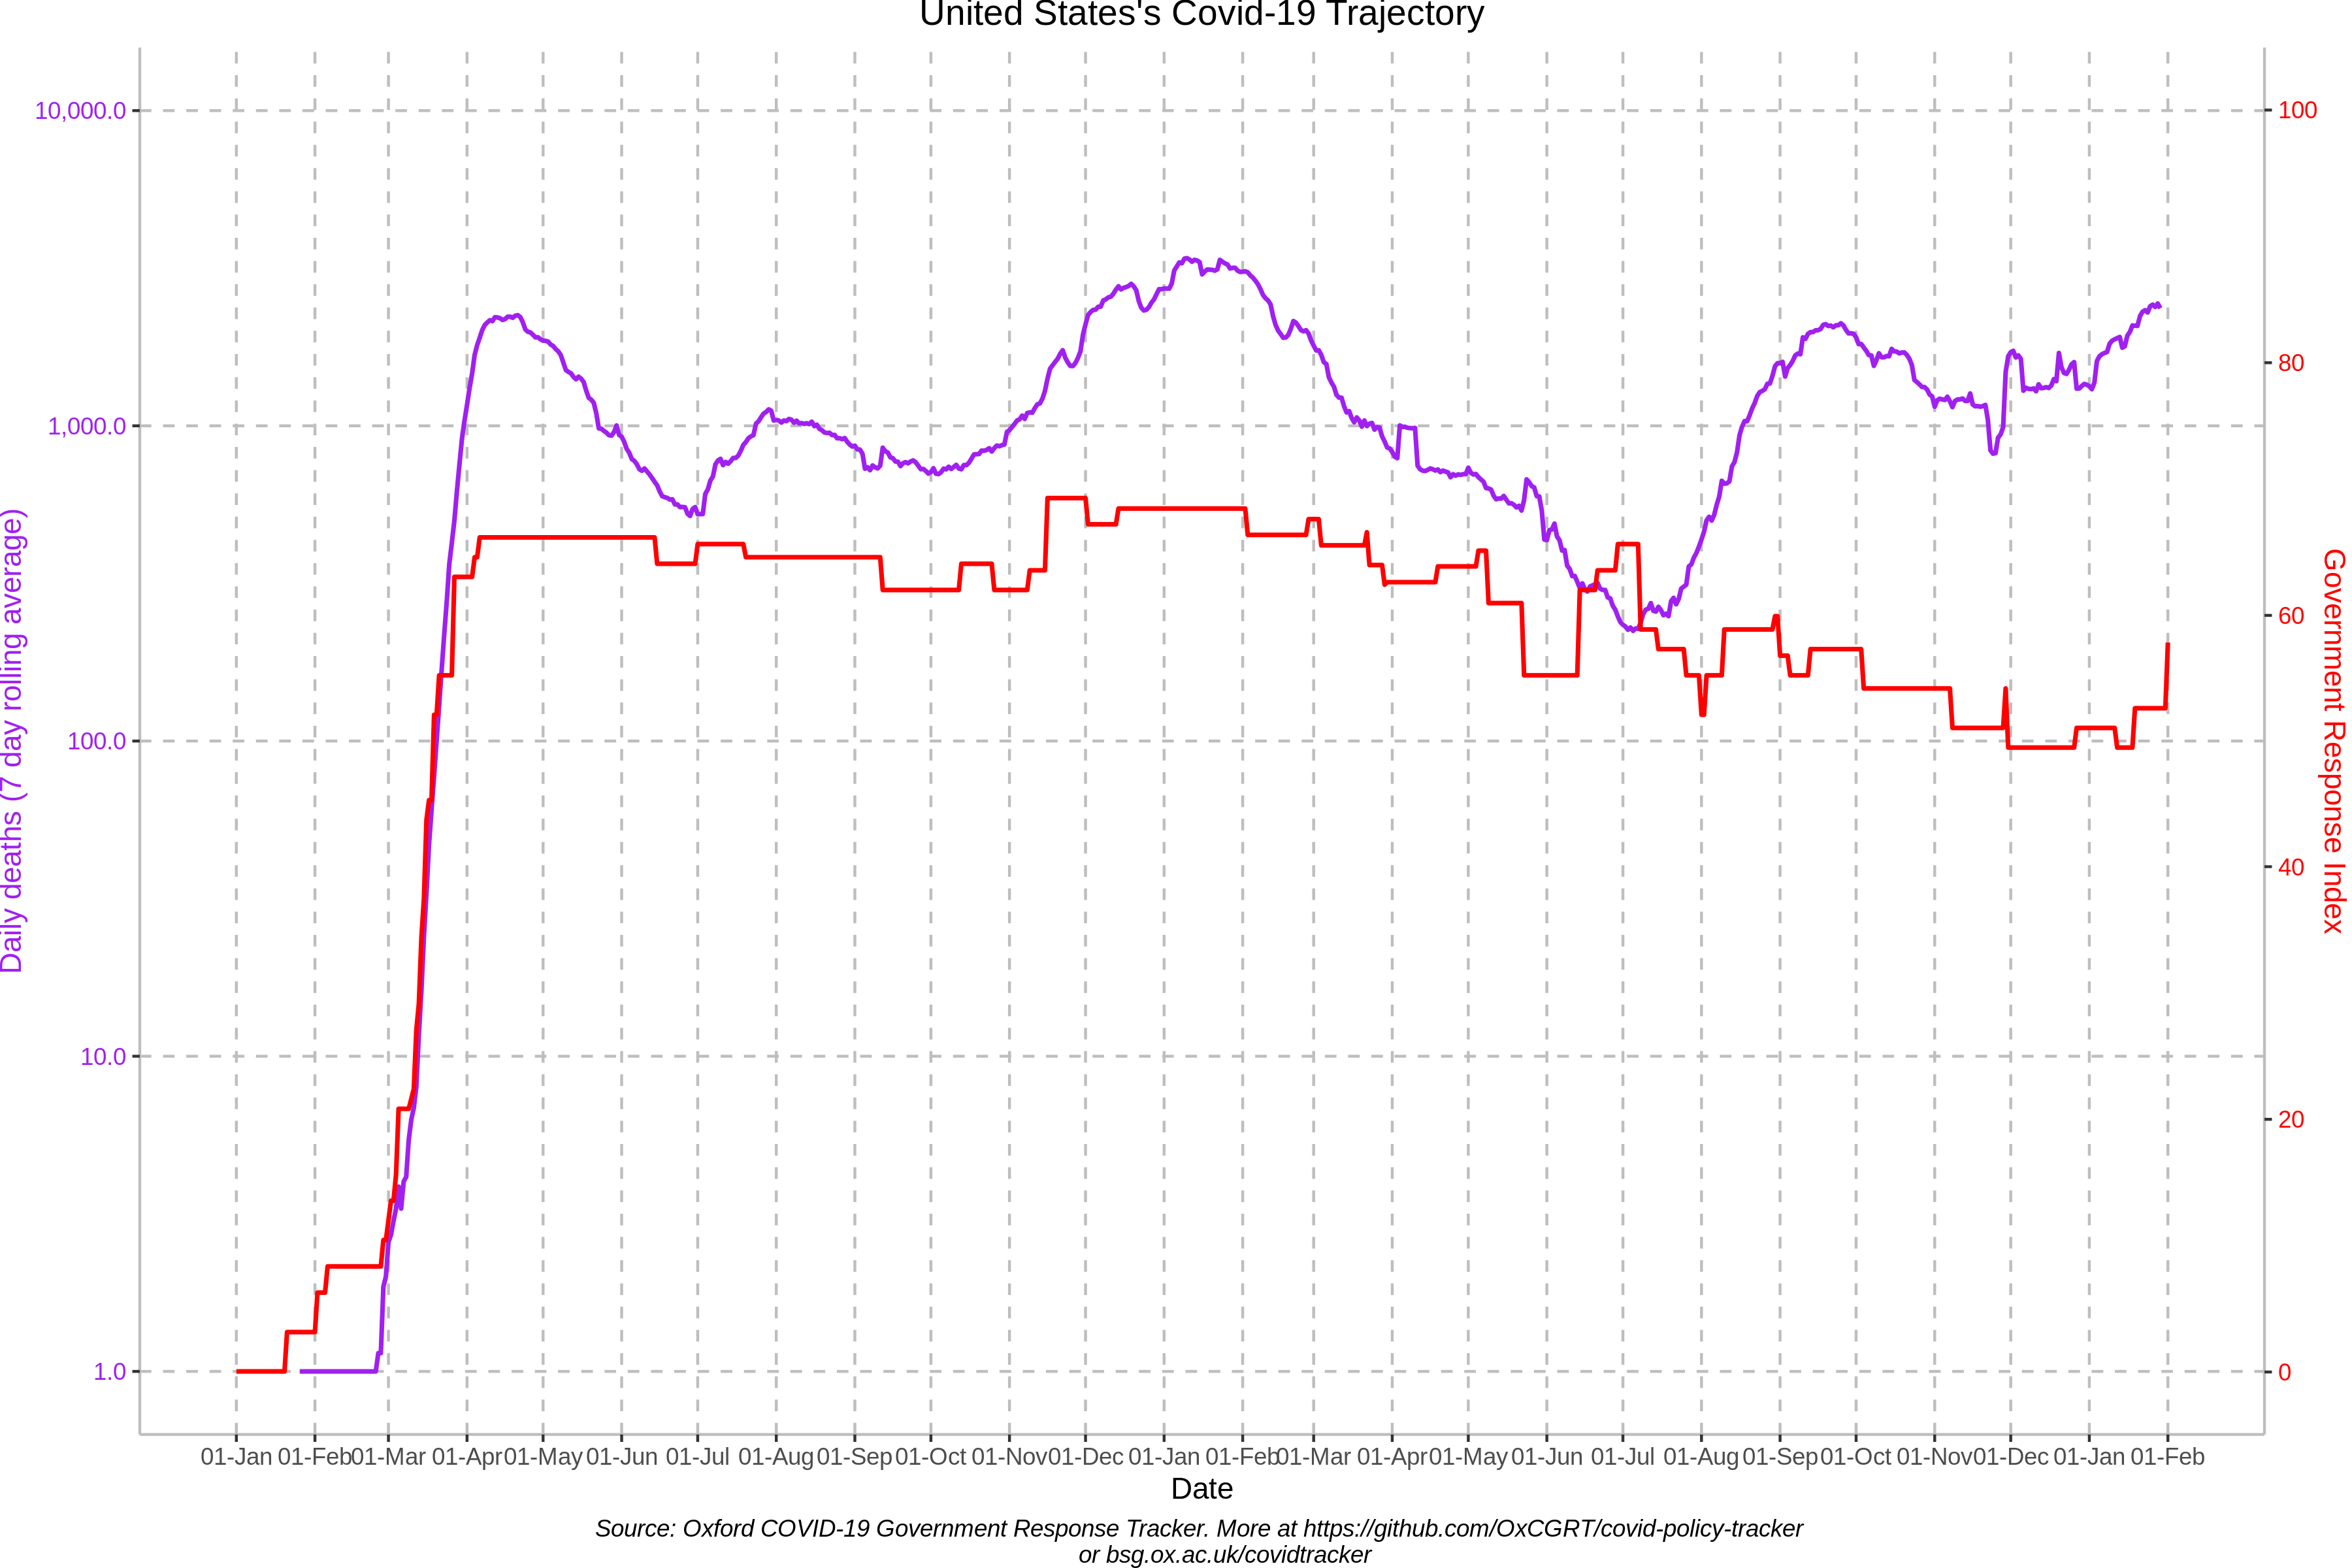 United States's Covid-19 Trajectory
10,000.0
1,000.0
100.0
10.0
1.0
Daily deaths (7 day rolling average)
100
80
60
40
20
0
Government Response Index
01-Jan 01-Feb 01-Mar 01-Apr 01-May 01-Jun 01-Jul 01-Aug 01-Sep 01-Oct 01-Nov 01-Dec 01-Jan 01-Feb 01-Mar 01-Apr 01-May 01-Jun 01-Jul 01-Aug 01-Sep 01-Oct 01-Nov 01-Dec 01-Jan 01-Feb
Date
Source: Oxford COVID-19 Government Response Tracker. More at https://github.com/OxCGRT/covid-policy-tracker
or bsg.ox.ac.uk/covidtracker